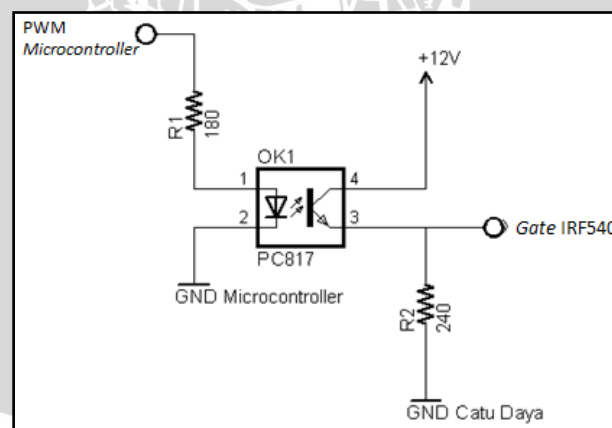 PWM
Microcontroller
+12V
R1
180
OK1
1
4
2
3
Gate IRF540
PC817
GND Microcontroller
R2
240
GND Catu Daya